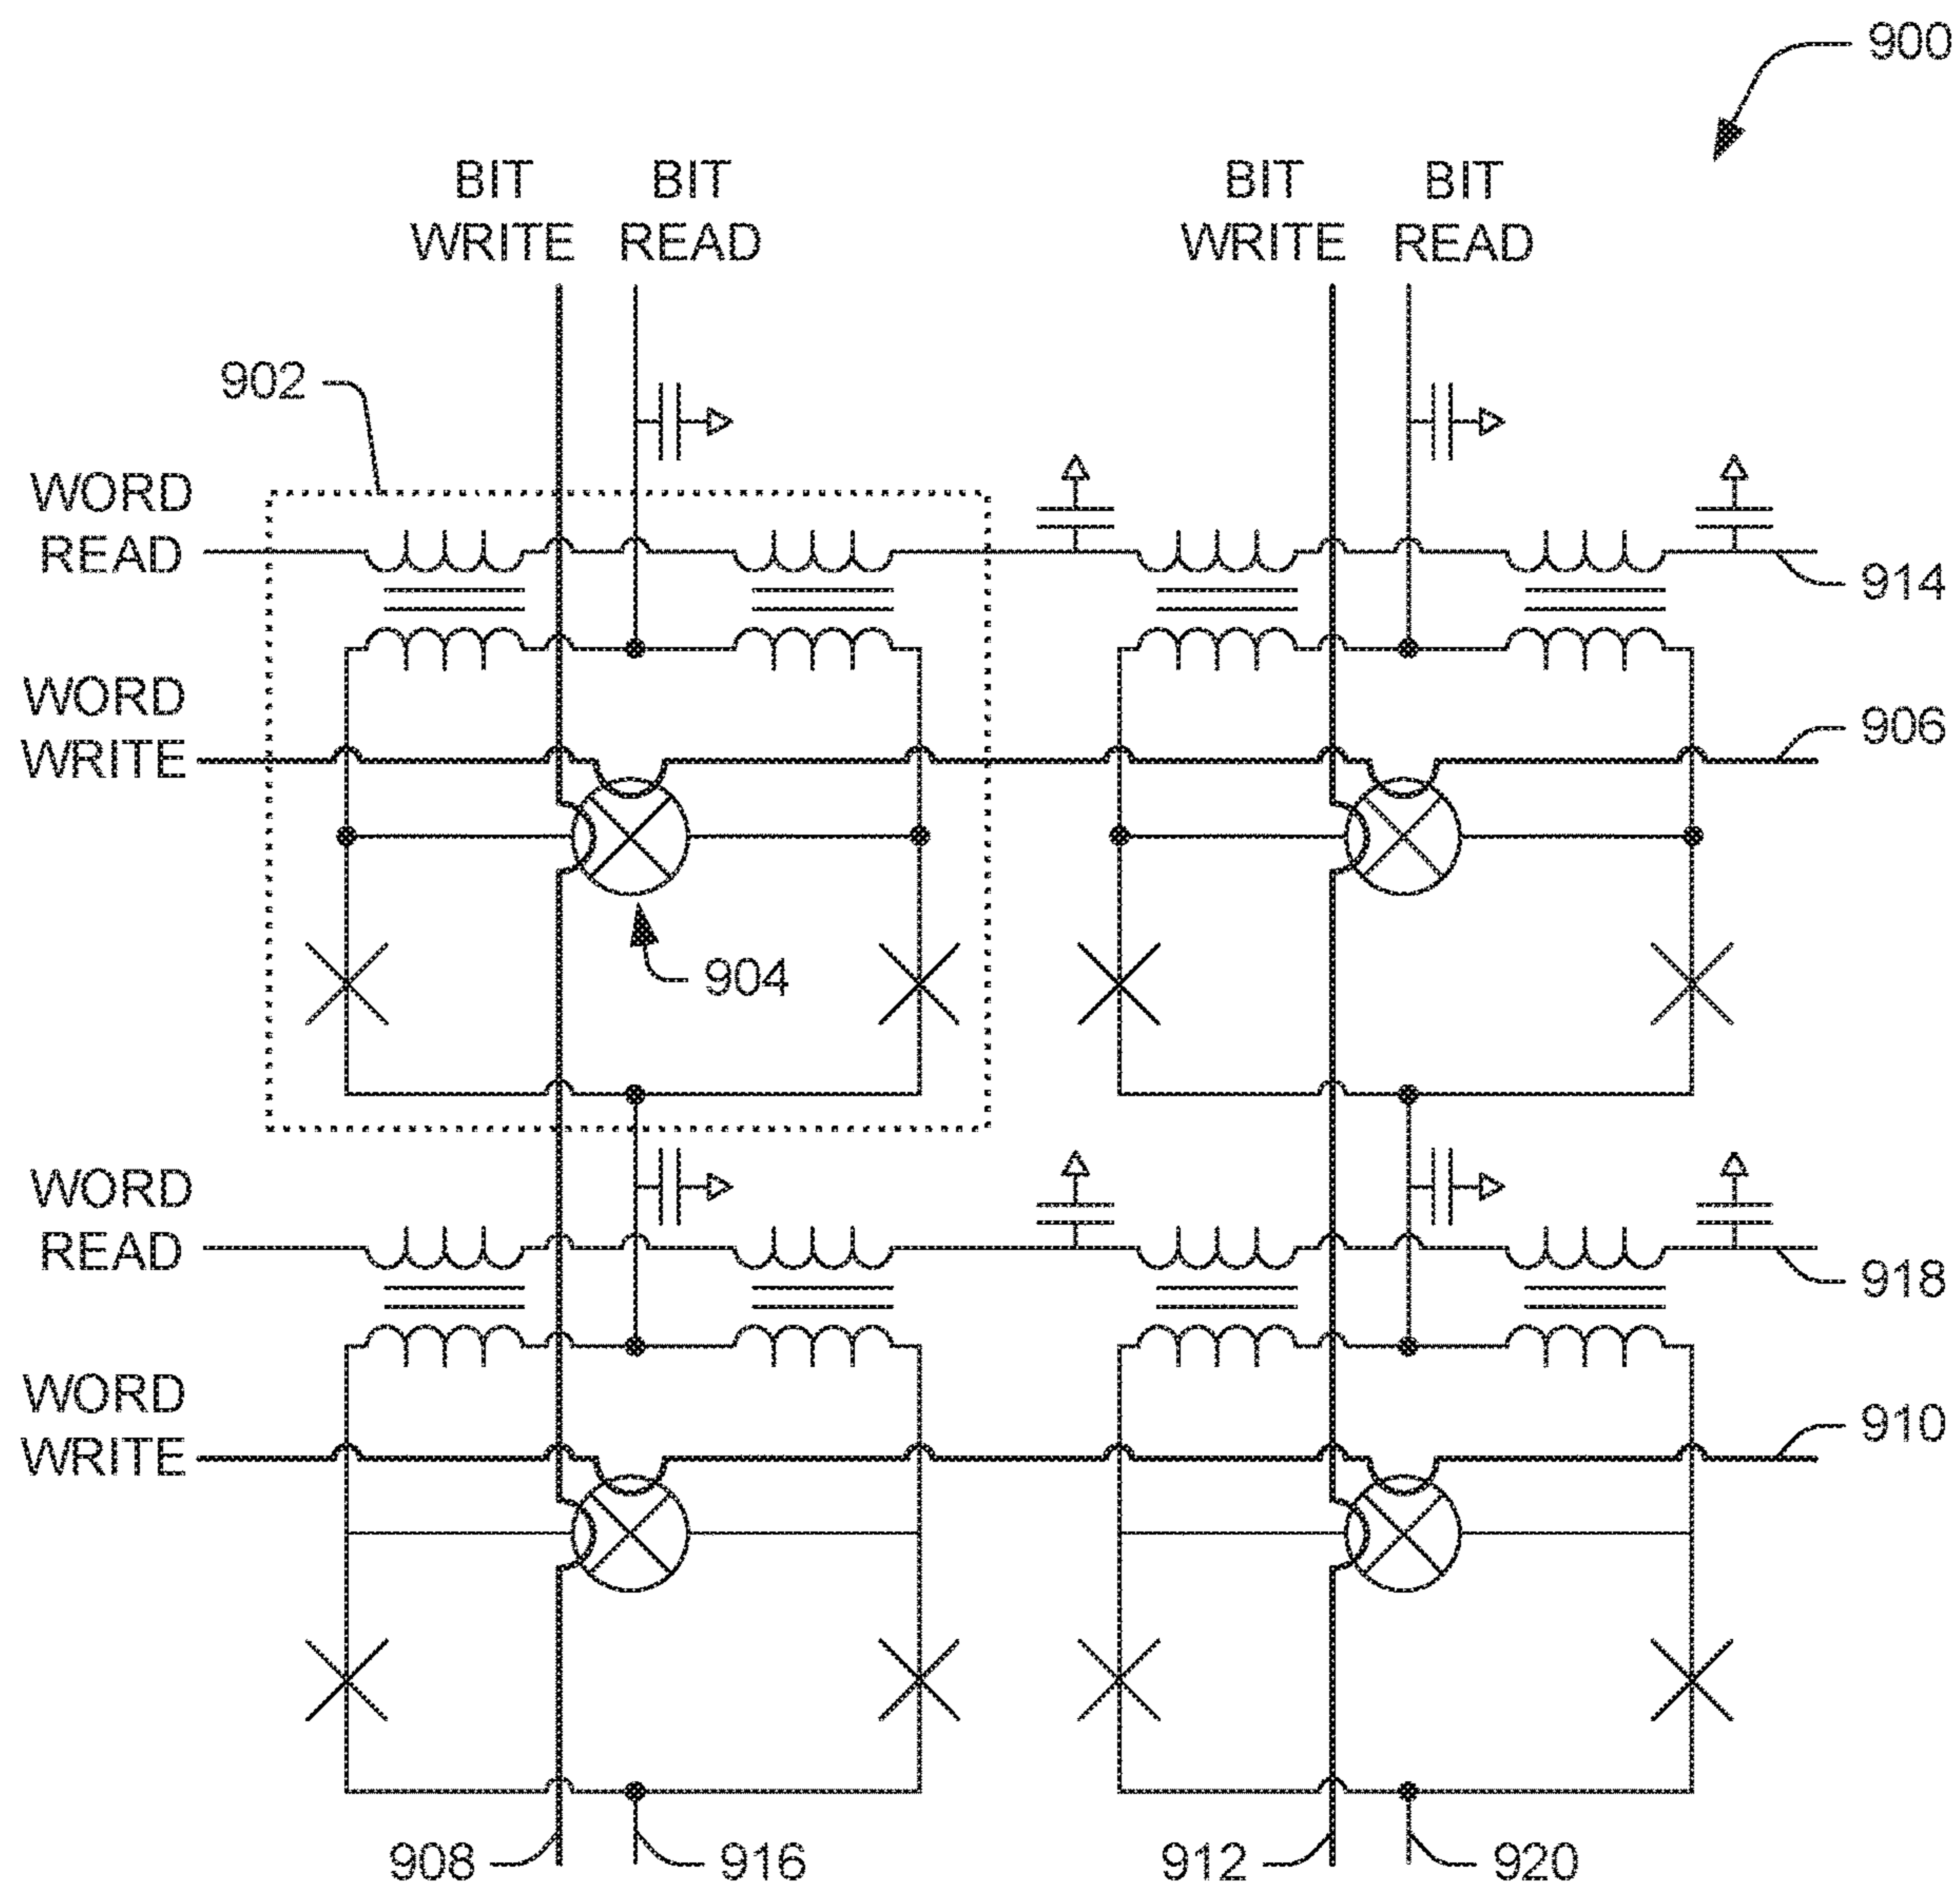 900
BIT BIT BIT BIT
WRITE READ WRITE READ
902
WORD
READ
914
WORD
WRITE
906
904
WORD
READ
918
WORD
WRITE
910
908 916 912 920